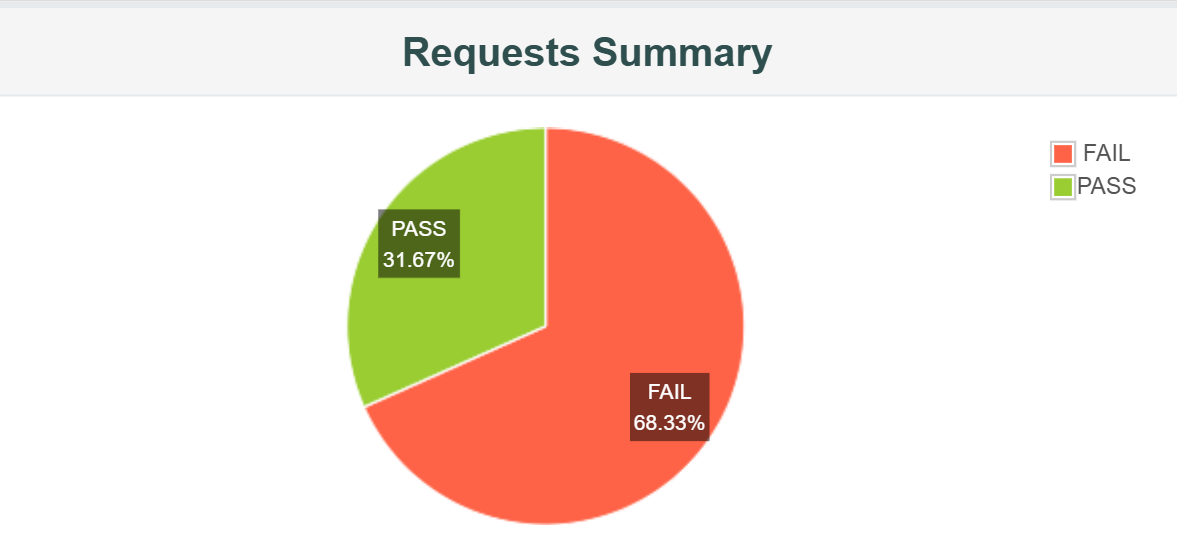 Requests Summary
FAIL
PASS
PASS
31.67%
FAIL
68.33%